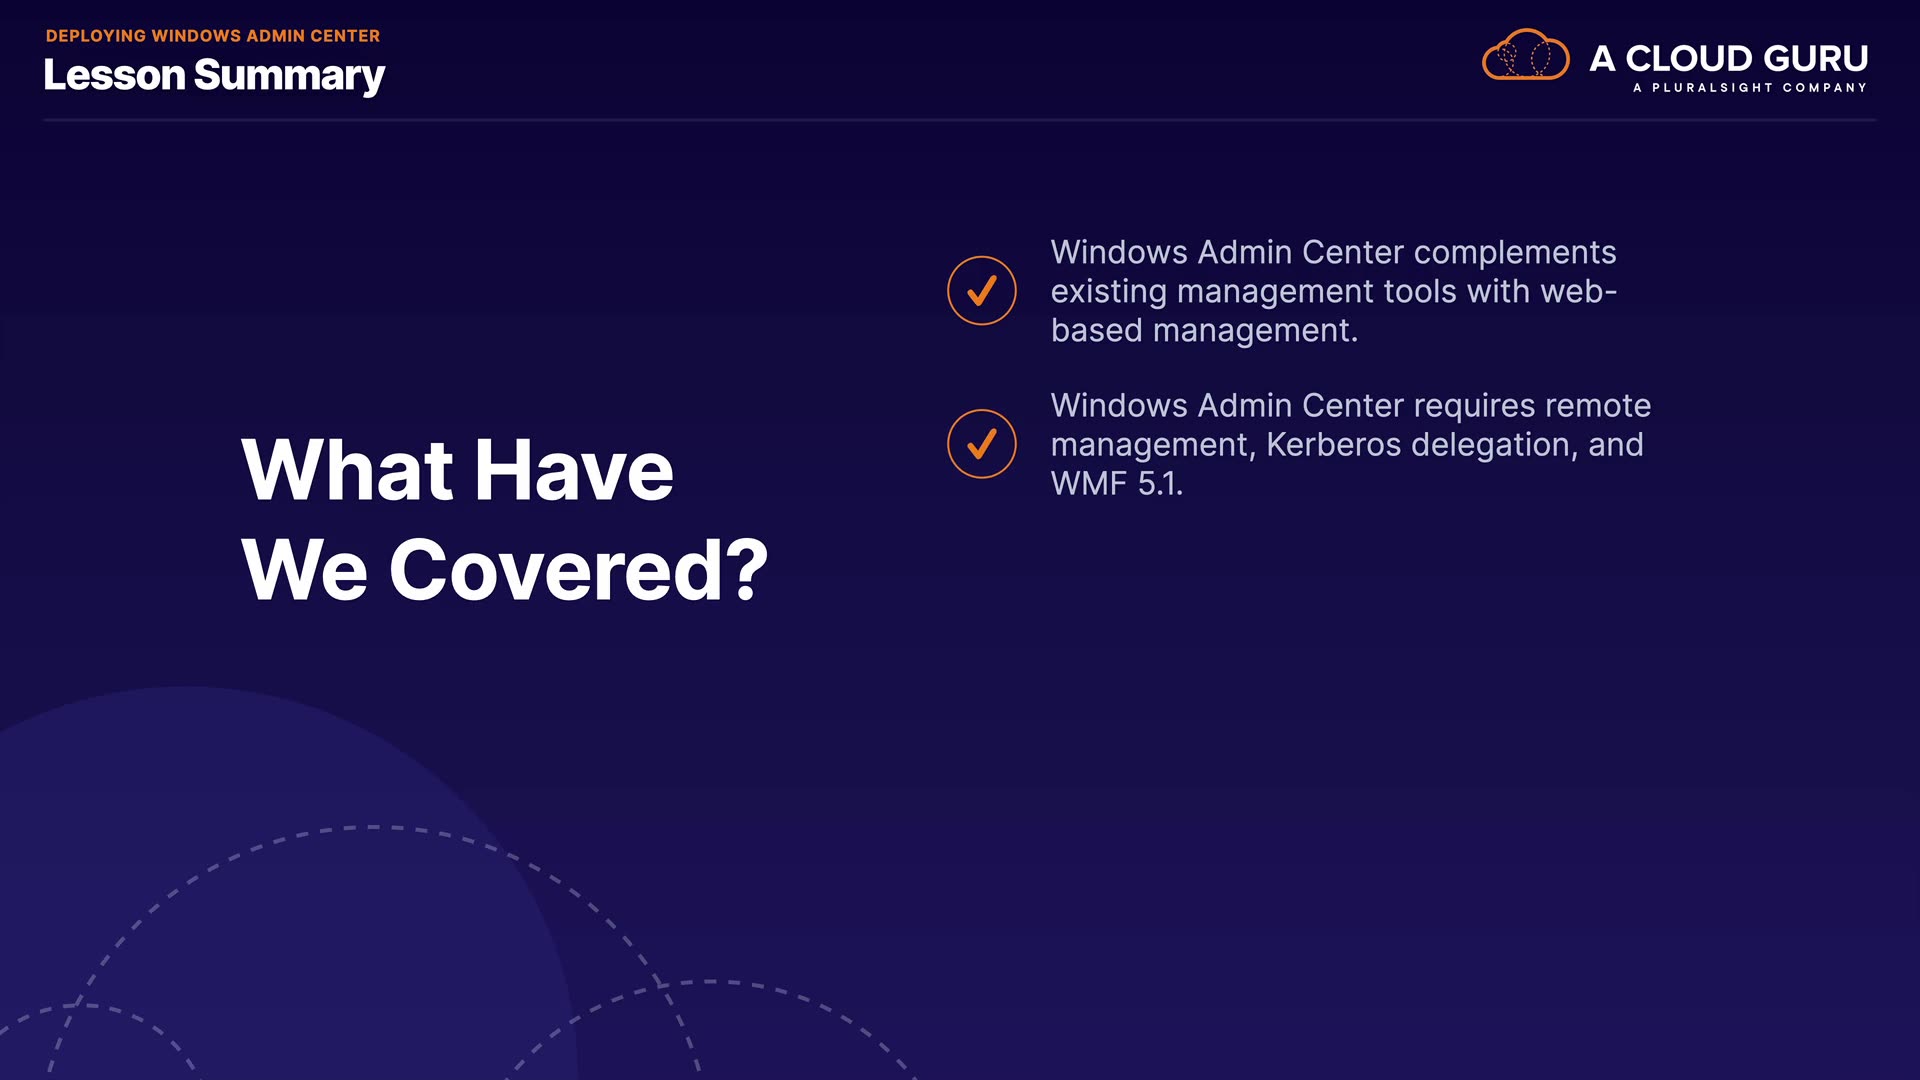 DEPLOYING WINDOWS ADMIN CENTER
Lesson Summary
A CLOUD GURU
A PLURALSIGHT COMPANY
What Have
We Covered?
Windows Admin Center complements
existing management tools with web-
based management.
Windows Admin Center requires remote
management, Kerberos delegation, and
WMF 5.1.